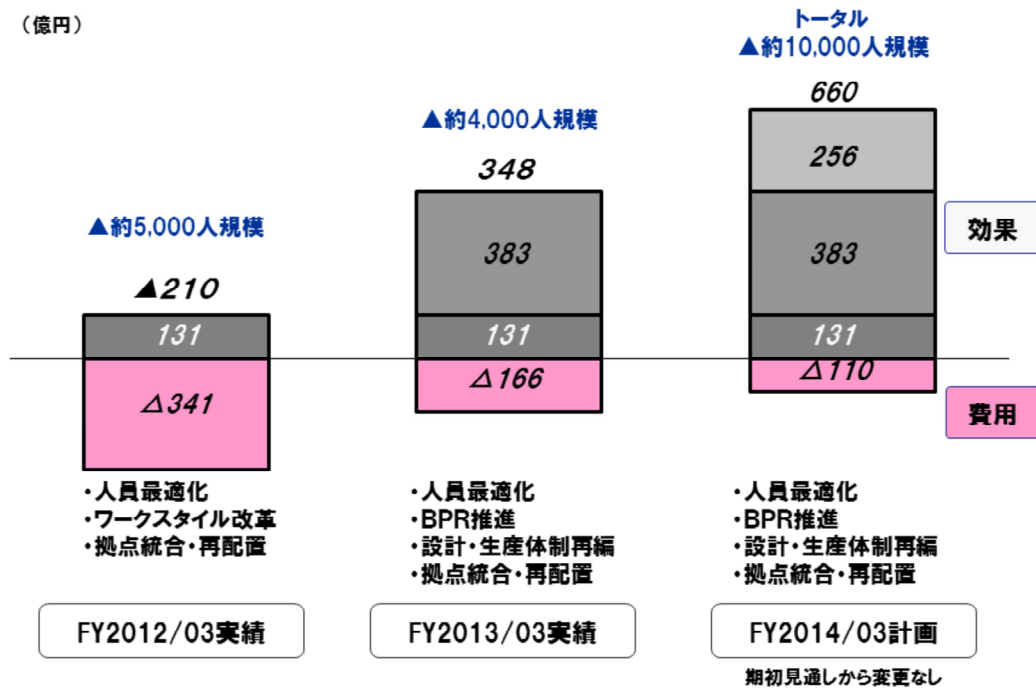 （億円）
トータル
▲約10,000人規模
660
▲約4,000人規模
348
256
▲約5,000人規模
効果
383
383
▲210
131
131
131
△341
△166
△110
費用
・人員最適化
・ワークスタイル改革
・拠点統合・再配置
・人員最適化
・BPR推進
・設計・生産体制再編
・拠点統合・再配置
・人員最適化
・BPR推進
・設計・生産体制再編
・拠点統合・再配置
FY2012/03実績
FY2013/03実績
FY2014/03計画
期初見通しから変更なし